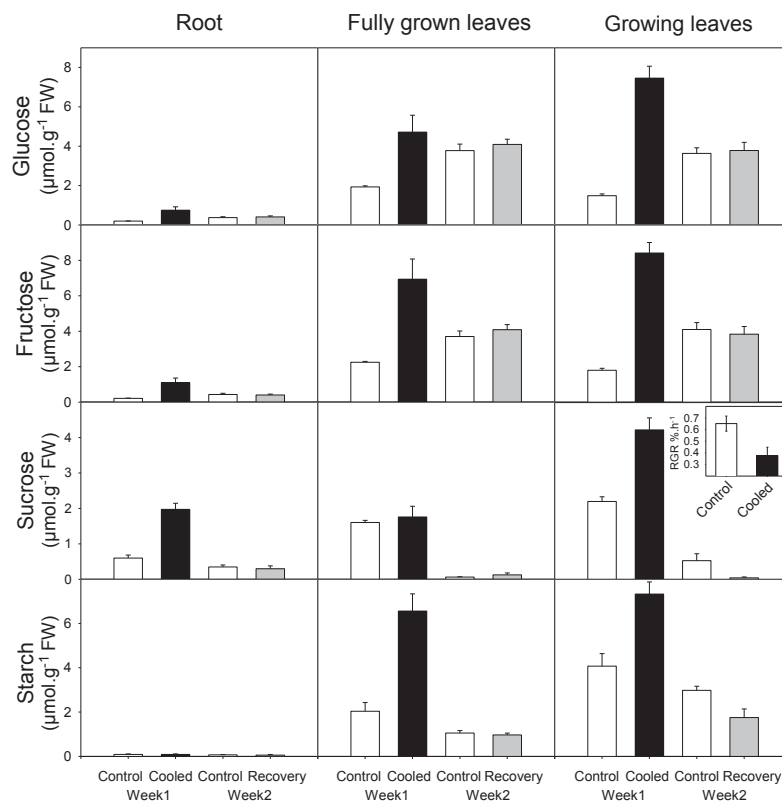 Root Fully grown leaves Growing leaves
8
6
4
2
0
Glucose
(µmol.g⁻¹ FW)
8
6
4
2
0
Fructose
(µmol.g⁻¹ FW)
4
3
2
1
0
Sucrose
(µmol.g⁻¹ FW)
0.7
0.6
0.5
0.4
0.3
RGR %.h⁻¹
Control Cooled
6
4
2
0
Starch
(µmol.g⁻¹ FW)
Control Cooled Control Recovery Control Cooled Control Recovery Control Cooled Control Recovery
Week1 Week2 Week1 Week2 Week1 Week2